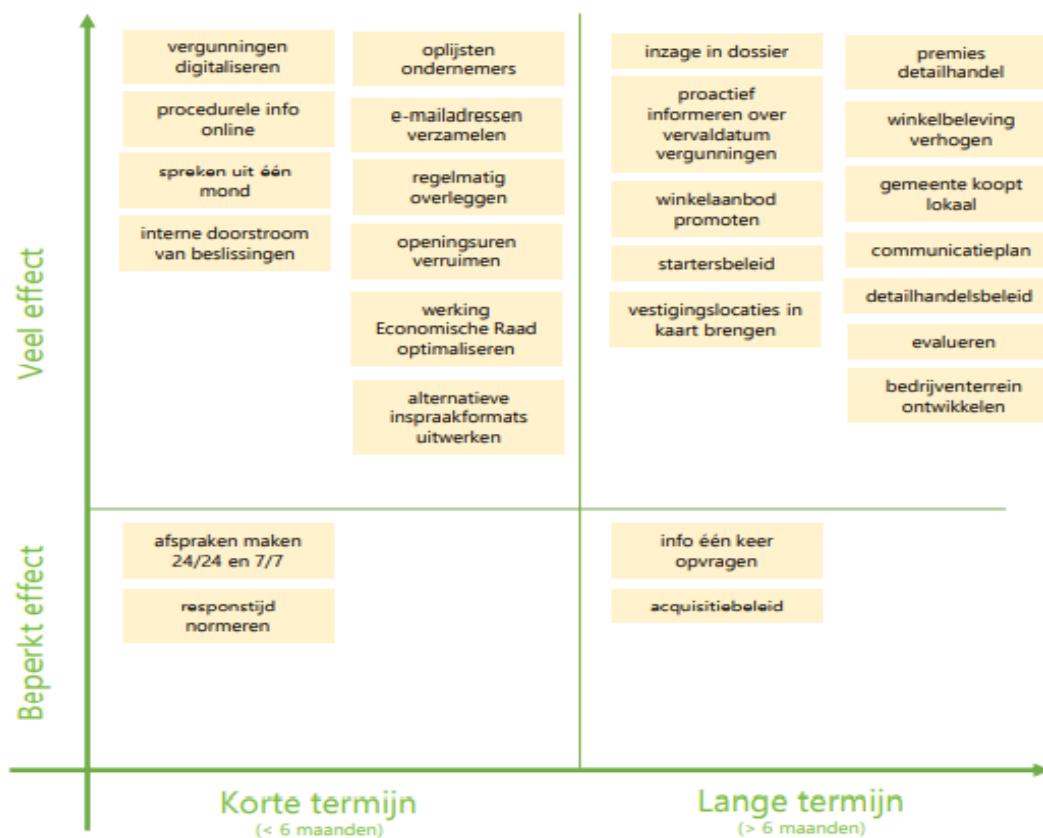 vergunningen
digitaliseren
procedurele info
online
spreken uit één
mond
interne doorstroom
van beslissingen
oplijsten
ondernemers
e-mailadressen
verzamelen
regelmatig
overleggen
openingsuren
verruimen
werking
Economische Raad
optimaliseren
alternatieve
inspraakformats
uitwerken
inzage in dossier
proactief
informeren over
vervaldatum
vergunningen
winkelaanbod
promoten
startersbeleid
vestigingslocaties in
kaart brengen
premies
detailhandel
winkelbeleving
verhogen
gemeente koopt
lokaal
communicatieplan
detailhandelsbeleid
evalueren
bedrijventerrein
ontwikkelen
Veel effect
afspraken maken
24/24 en 7/7
responstijd
normeren
info één keer
opvragen
acquisitiebeleid
Beperkt effect
Korte termijn
(< 6 maanden)
Lange termijn
(> 6 maanden)